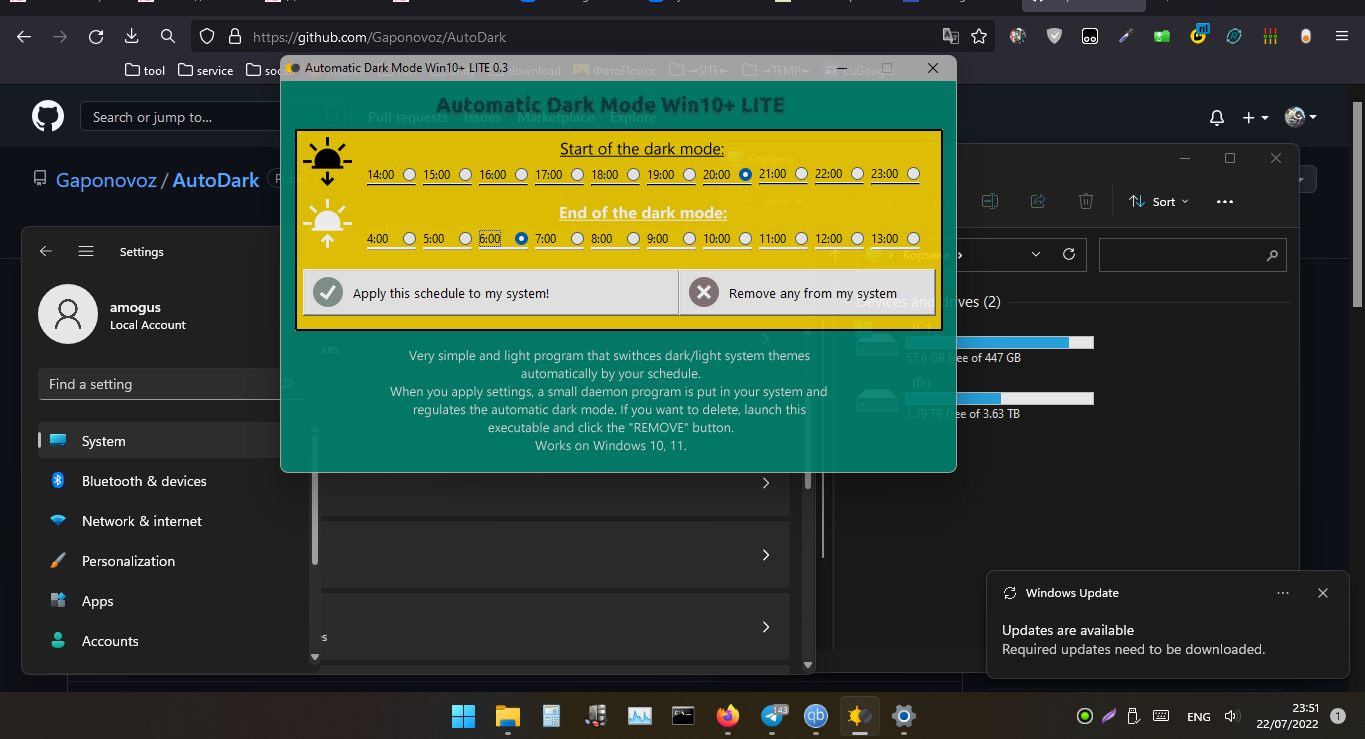 https://github.com/Gaponovoz/AutoDark
tool
service
Automatic Dark Mode Win10+ LITE 0.3
download
ФотоПоиск
Search or jump to...
Pull requests
Issues
Marketplace
Explore
Automatic Dark Mode Win10+ LITE
Gaponovoz / AutoDark
Start of the dark mode:
Корзина
14:00 15:00 16:00 17:00 18:00 19:00 20:00 21:00 22:00 23:00
New
Sort
End of the dark mode:
4:00 5:00 6:00 7:00 8:00 9:00 10:00 11:00 12:00 13:00
Корзина
Settings
Apply this schedule to my system!
Remove any from my system
amogus
Local Account
Devices and drives (2)
(C:)
57.6 GB free of 447 GB
(D:)
1.79 TB free of 3.63 TB
Very simple and light program that swithces dark/light system themes
automatically by your schedule.
When you apply settings, a small daemon program is put in your system and
regulates the automatic dark mode. If you want to delete, launch this
executable and click the "REMOVE" button.
Works on Windows 10, 11.
Find a setting
System
Bluetooth & devices
Network & internet
Personalization
Apps
Accounts
Windows Update
Updates are available
Required updates need to be downloaded.
143
qb
ENG
23:51
22/07/2022
1